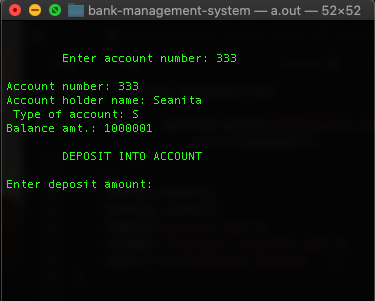 bank-management-system — a.out — 52×52
Enter account number: 333
Account number: 333
Account holder name: Seanita
Type of account: S
Balance amt.: 1000001
DEPOSIT INTO ACCOUNT
Enter deposit amount: